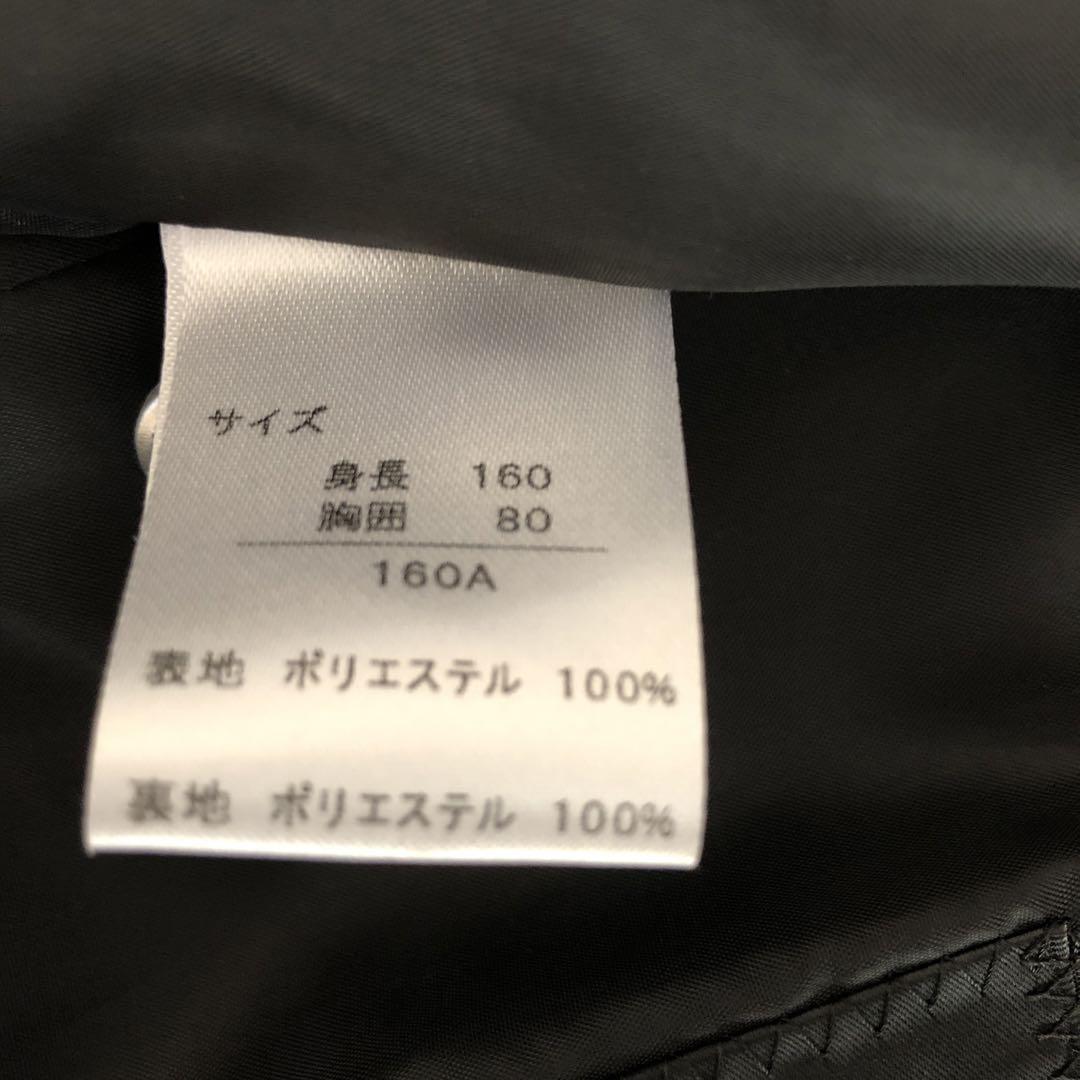 サイズ
身長 160
胸囲 80
160A
表地 ポリエステル 100%
裏地 ポリエステル 100%